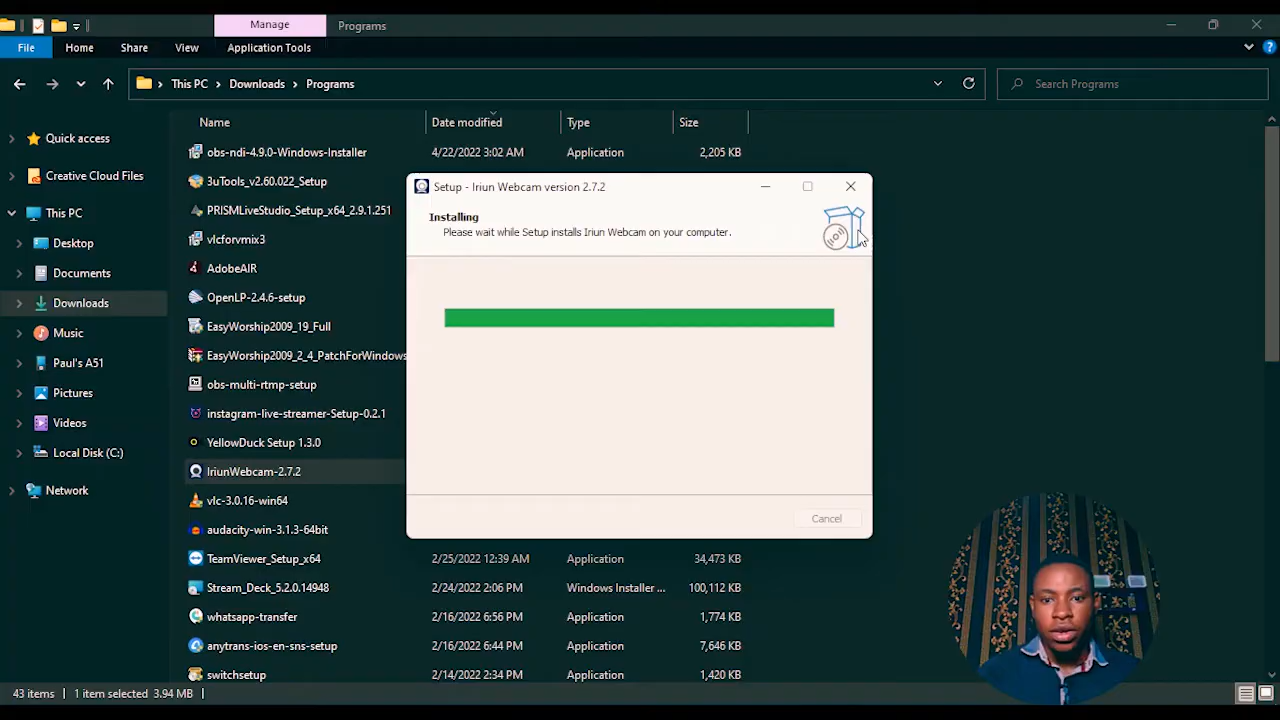 Manage
Programs
File
Home
Share
View
Application Tools
This PC
Downloads
Programs
Search Programs
Name
Date modified
Type
Size
Quick access
Creative Cloud Files
This PC
Desktop
Documents
Downloads
Music
Paul's A51
Pictures
Videos
Local Disk (C:)
Network
obs-ndi-4.9.0-Windows-Installer 4/22/2022 3:02 AM Application 2,205 KB
3uTools_v2.60.022_Setup
PRISMLiveStudio_Setup_x64_2.9.1.251
vlcforvmix3
AdobeAIR
OpenLP-2.4.6-setup
EasyWorship2009_19_Full
EasyWorship2009_2_4_PatchForWindows
obs-multi-rtmp-setup
instagram-live-streamer-Setup-0.2.1
YellowDuck Setup 1.3.0
IriunWebcam-2.7.2
vlc-3.0.16-win64
audacity-win-3.1.3-64bit
TeamViewer_Setup_x64 2/25/2022 12:39 AM Application 34,473 KB
Stream_Deck_5.2.0.14948 2/24/2022 2:06 PM Windows Installer ... 100,112 KB
whatsapp-transfer 2/16/2022 6:56 PM Application 1,774 KB
anytrans-ios-en-sns-setup 2/16/2022 6:44 PM Application 7,646 KB
switchsetup 2/14/2022 2:34 PM Application 1,420 KB
Setup - Iriun Webcam version 2.7.2
Installing
Please wait while Setup installs Iriun Webcam on your computer.
Cancel
43 items
1 item selected 3.94 MB